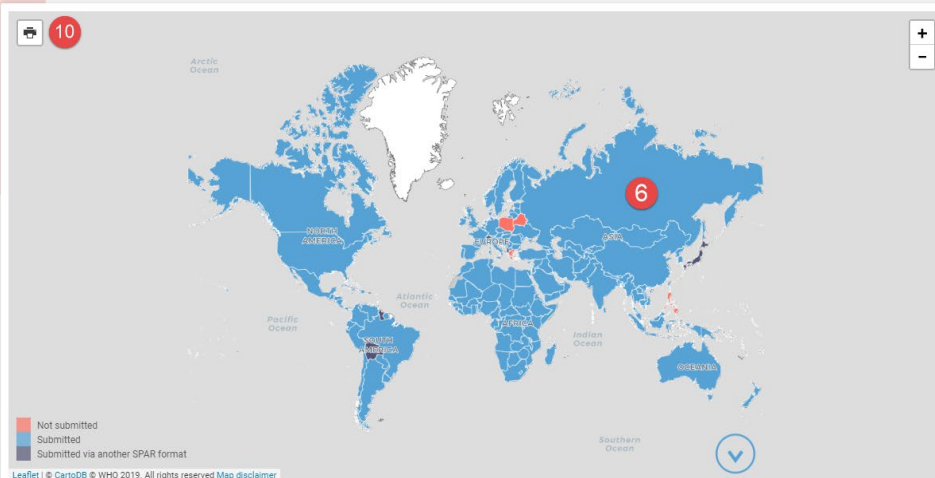 10
+
−
Arctic
Ocean
6
NORTH
AMERICA
EUROPE
ASIA
Atlantic
Ocean
Pacific
Ocean
AFRICA
SOUTH
AMERICA
Indian
Ocean
OCEANIA
Southern
Ocean
Not submitted
Submitted
Submitted via another SPAR format
Leaflet | © CartoDB © WHO 2019. All rights reserved Map disclaimer